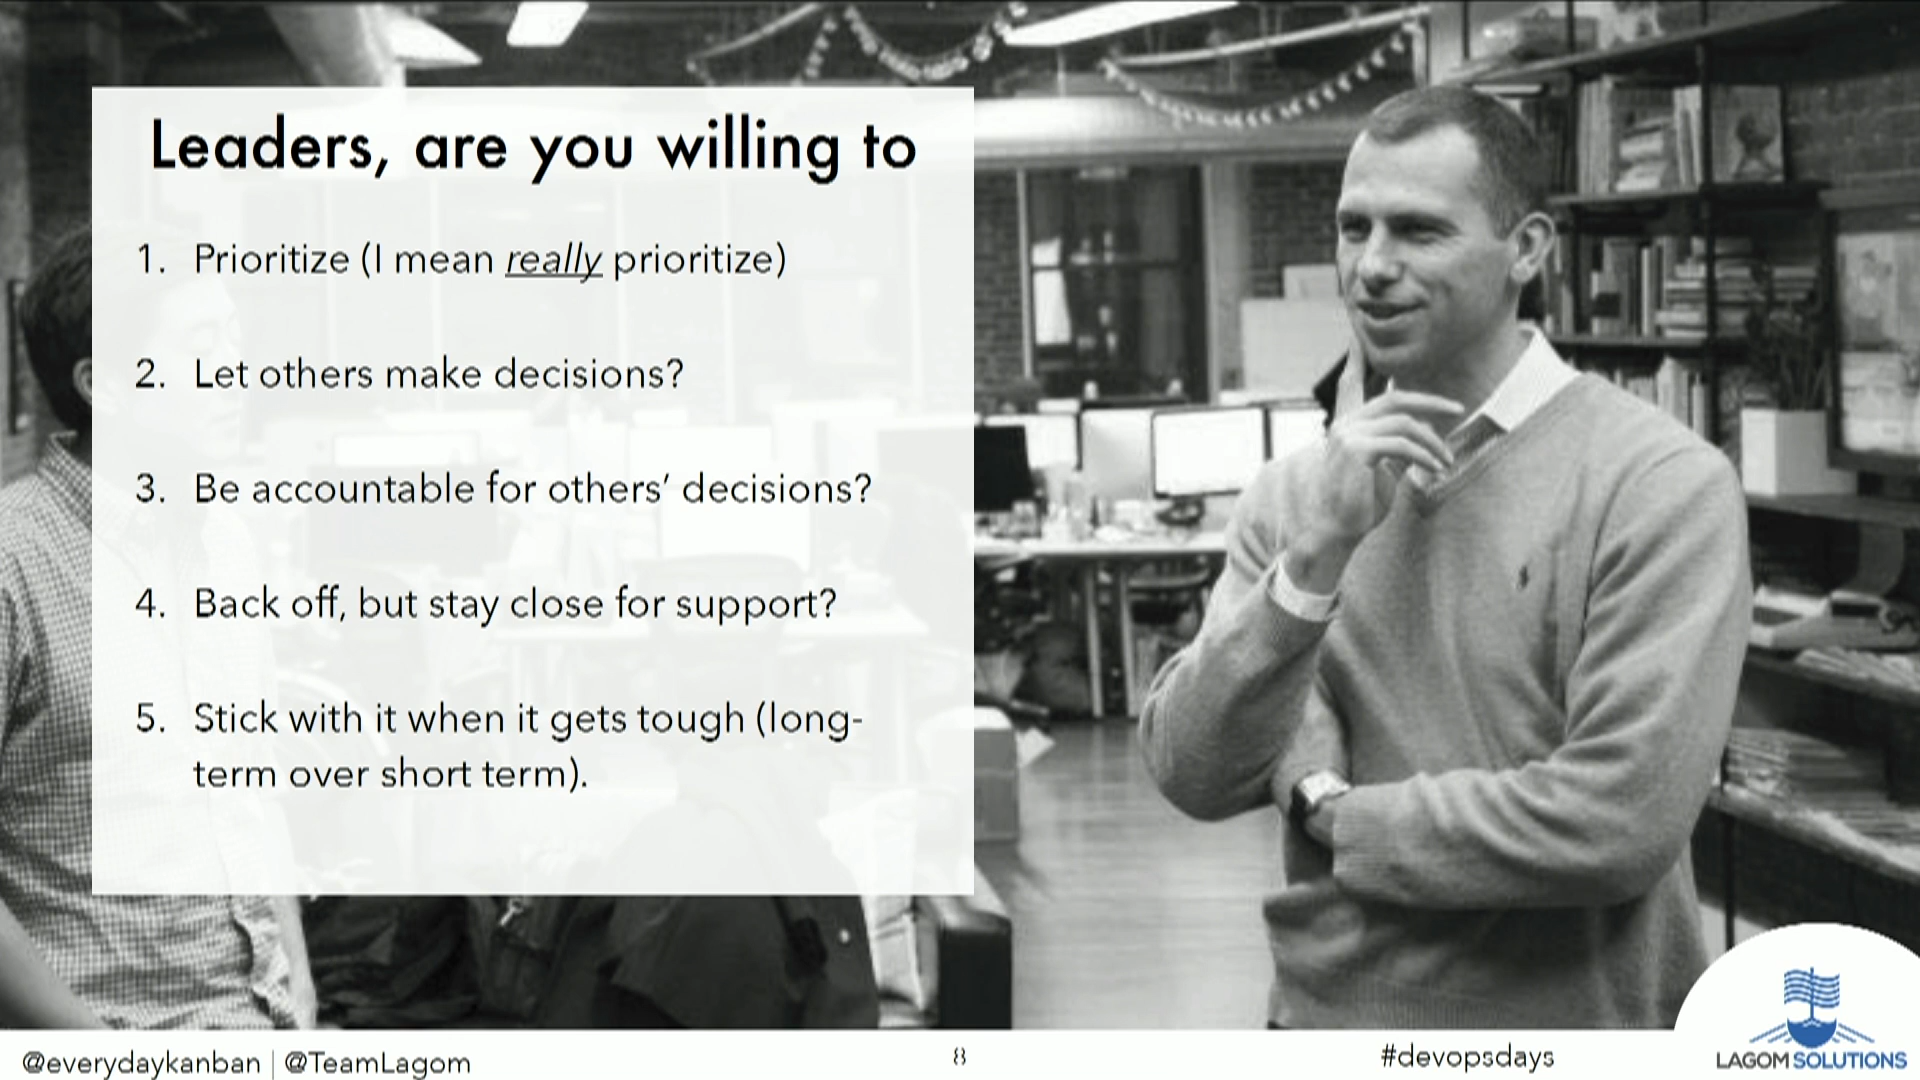 Leaders, are you willing to
1. Prioritize (I mean really prioritize)
2. Let others make decisions?
3. Be accountable for others’ decisions?
4. Back off, but stay close for support?
5. Stick with it when it gets tough (long-
term over short term).
@everydaykanban | @TeamLagom
8
#devopsdays
LAGOM SOLUTIONS